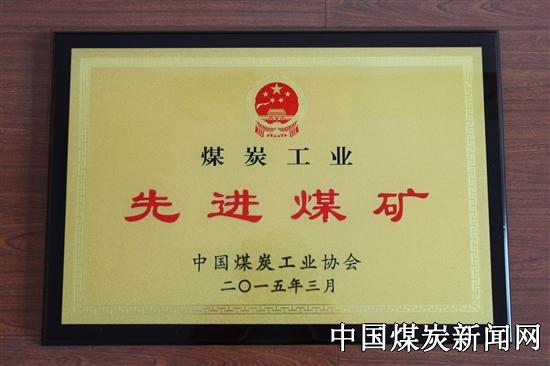 煤炭工业
先进煤矿
中国煤炭工业协会
二〇一五年三月
中国煤炭新闻网